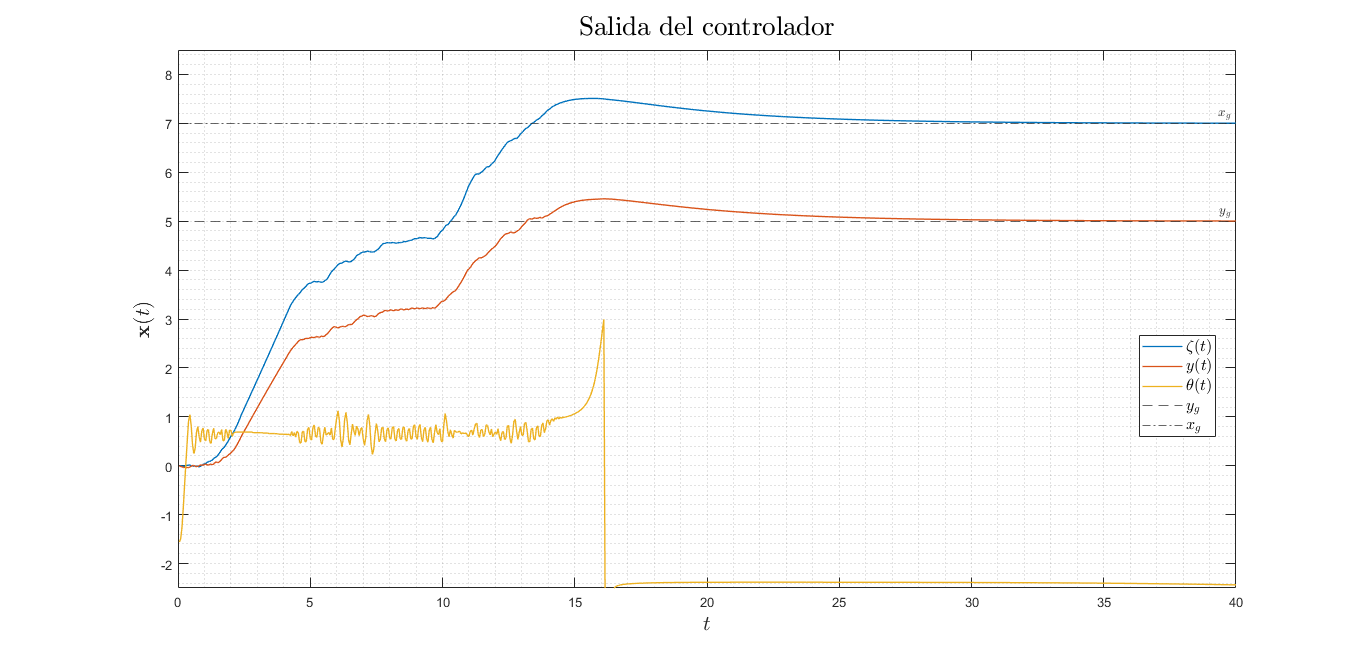 Salida del controlador
8
7
6
5
4
3
2
1
0
-1
-2
x(t)
x_g
y_g
ζ(t)
y(t)
θ(t)
y_g
x_g
0 5 10 15 20 25 30 35 40
t